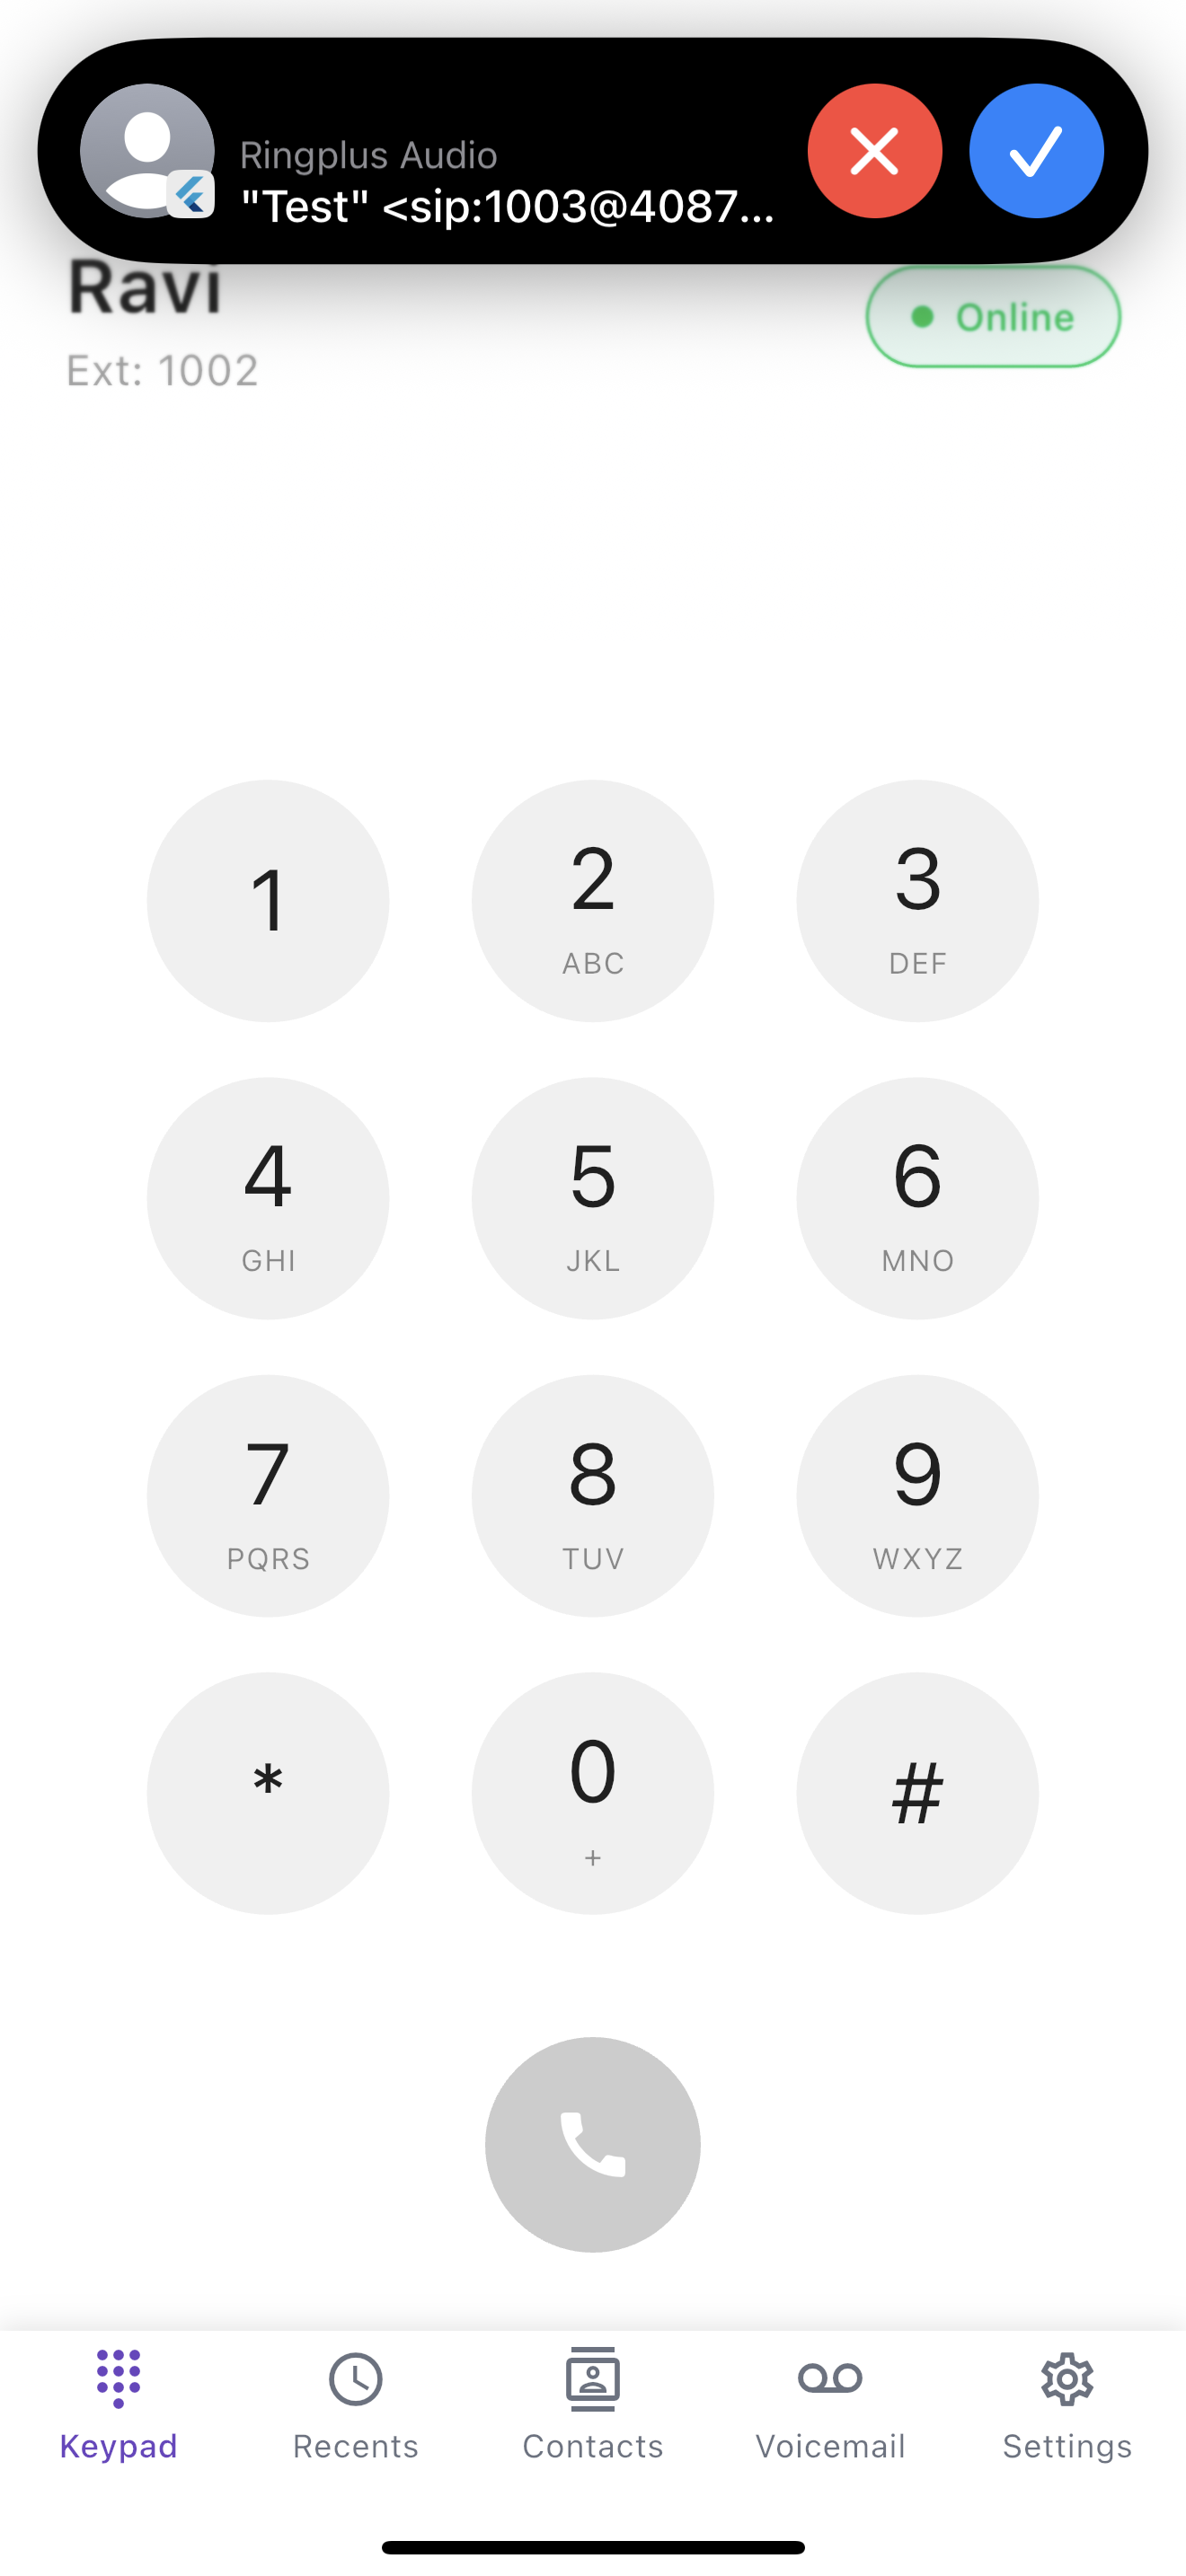 Ringplus Audio
"Test" <sip:1003@4087...
Ravi
Online
Ext: 1002
1
2
3
ABC
DEF
4
5
6
GHI
JKL
MNO
7
8
9
PQRS
TUV
WXYZ
*
0
#
+
Keypad
Recents
Contacts
Voicemail
Settings